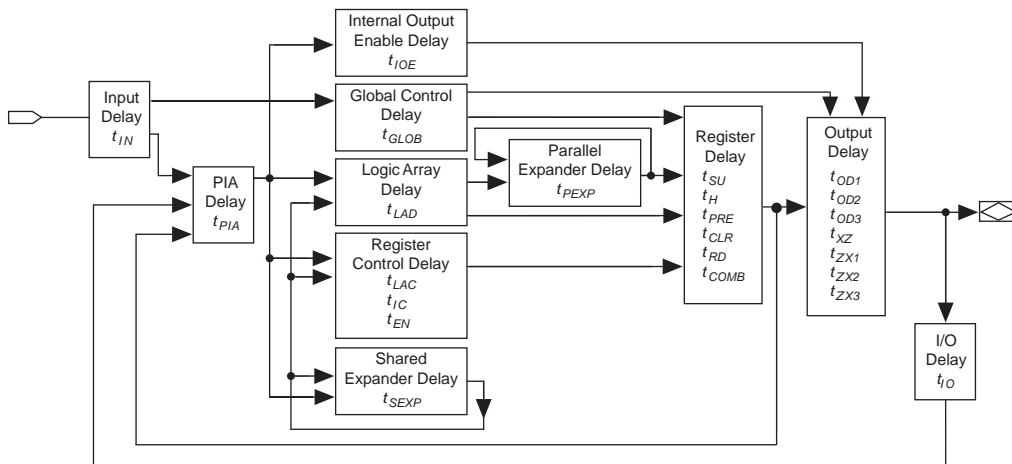 Internal Output
Enable Delay
tIOE
Input
Delay
tIN
Global Control
Delay
tGLOB
PIA
Delay
tPIA
Logic Array
Delay
tLAD
Parallel
Expander Delay
tPEXP
Register
Control Delay
tLAC
tIC
tEN
Shared
Expander Delay
tSEXP
Register
Delay
tSU
tH
tPRE
tCLR
tRD
tCOMB
Output
Delay
tOD1
tOD2
tOD3
tXZ
tZX1
tZX2
tZX3
I/O
Delay
tIO